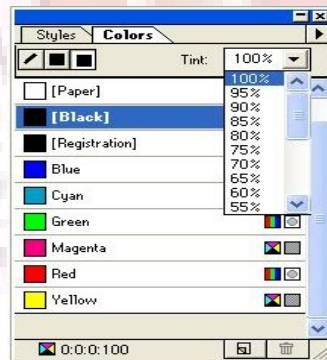 Styles Colors
Tint: 100%
100%
95%
90%
85%
80%
75%
70%
65%
60%
55%
[Paper]
[Black]
[Registration]
Blue
Cyan
Green
Magenta
Red
Yellow
0:0:0:100